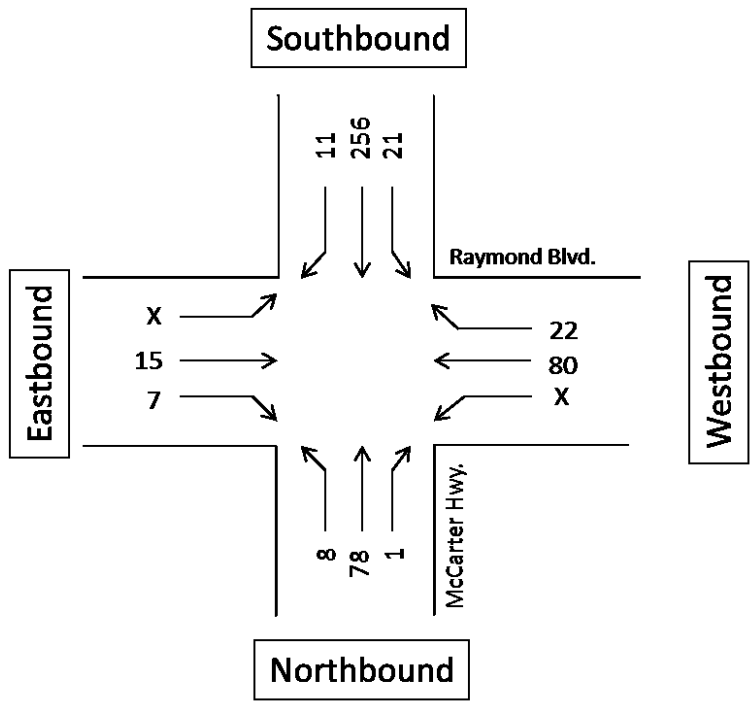 Southbound
11
256
21
Raymond Blvd.
Eastbound
X
15
7
22
80
X
Westbound
8
78
1
McCarter Hwy.
Northbound